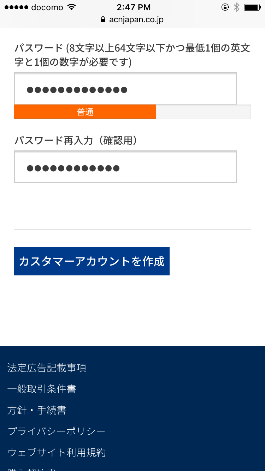 docomo 2:47 PM
acnjapan.co.jp
パスワード (8文字以上64文字以下かつ最低1個の英文
字と1個の数字が必要です)
●●●●●●●●●●●●●
普通
パスワード再入力（確認用）
●●●●●●●●●●●●
カスタマーアカウントを作成
法定広告記載事項
一般取引条件書
方針・手続書
プライバシーポリシー
ウェブサイト利用規約